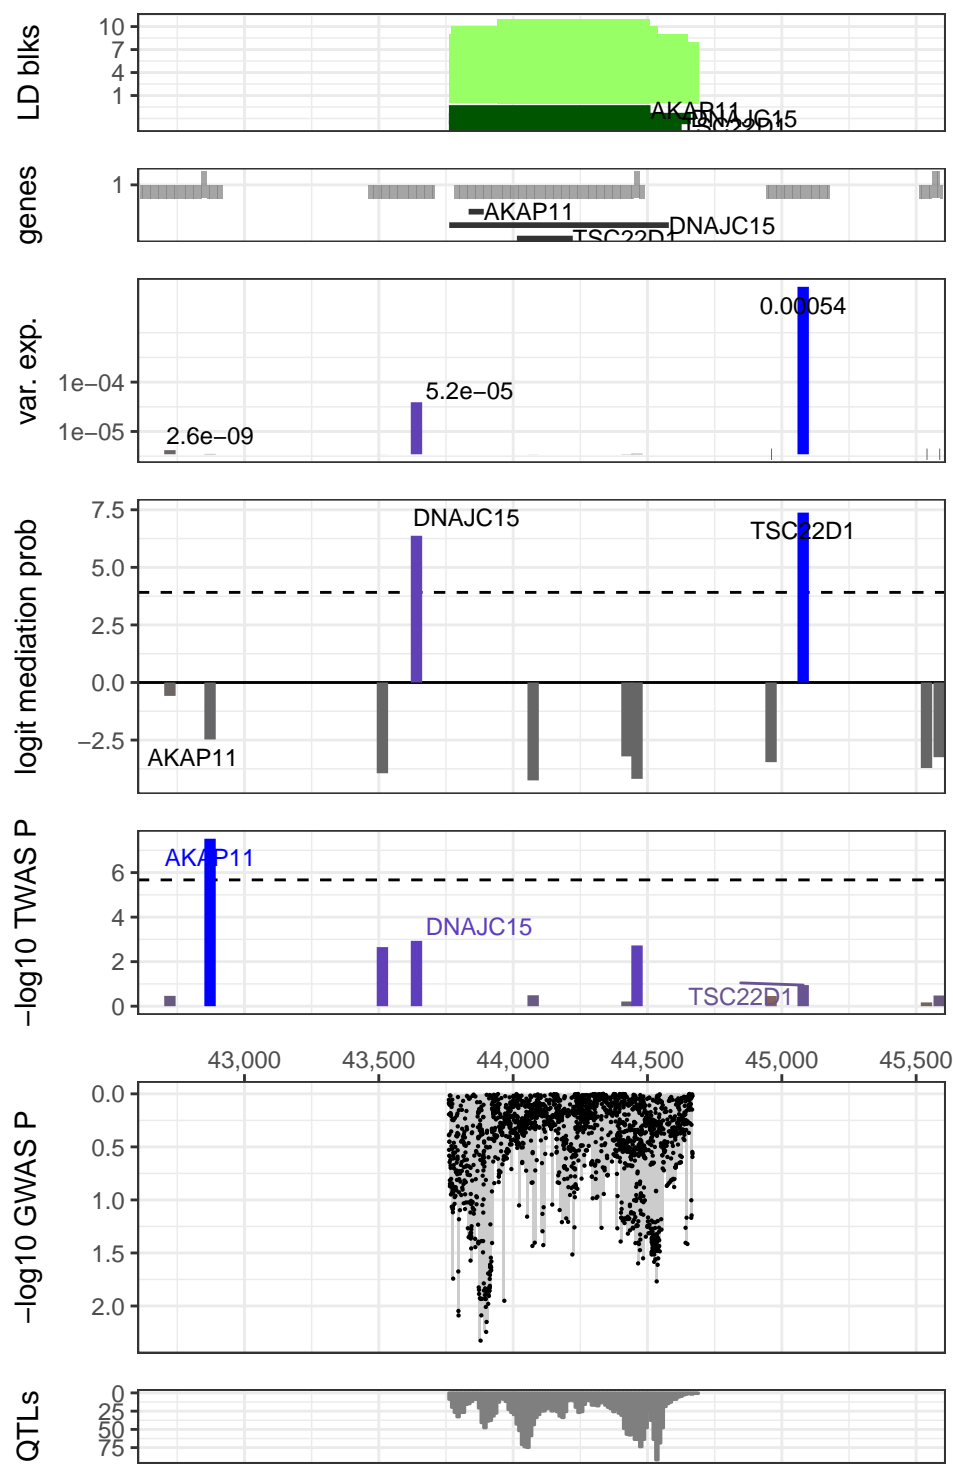 LD blks
10
7
4
1
AKAP11
DNAJC15
TSC22D1
genes
1
AKAP11
DNAJC15
TSC22D1
var. exp.
0.00054
1e−04
5.2e−05
1e−05
2.6e−09
logit mediation prob
7.5
DNAJC15
TSC22D1
5.0
2.5
0.0
−2.5
AKAP11
−log10 TWAS P
AKAP11
6
4
DNAJC15
2
TSC22D1
0
43,000 43,500 44,000 44,500 45,000 45,500
−log10 GWAS P
0.0
0.5
1.0
1.5
2.0
QTLs
0
25
50
75